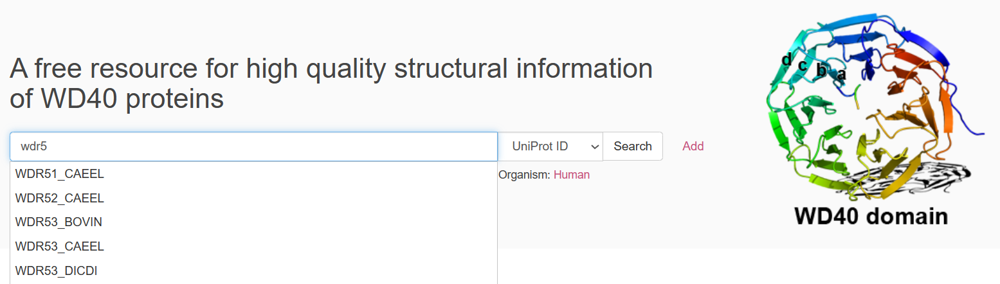 A free resource for high quality structural information
of WD40 proteins
wdr5
UniProt ID
Search
Add
WDR51_CAEEL
Organism: Human
WDR52_CAEEL
WDR53_BOVIN
WDR53_CAEEL
WDR53_DICDI
d
c
b
a
WD40 domain